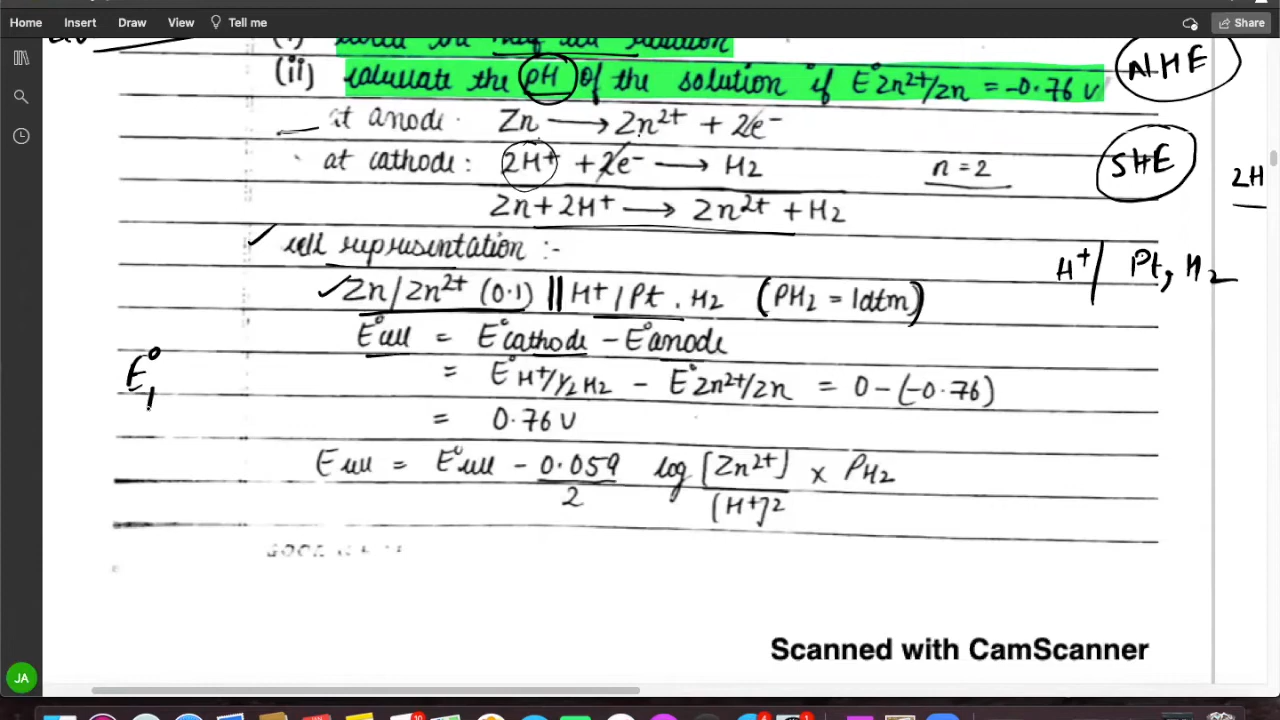 Home Insert Draw View Tell me Share
(i)
(ii) calculate the pH of the solution if E°Zn2+/Zn = -0.76 V
NHE
at anode: Zn ⟶ Zn2+ + 2e-
at cathode: 2H+ + 2e- ⟶ H2 n = 2
SHE
2H
Zn + 2H+ ⟶ Zn2+ + H2
cell representation :-
H+/ Pt, H2
Zn/Zn2+ (0.1) || H+/Pt, H2 (PH2 = 1atm)
E°cell = E°cathode - E°anode
E°1
= E°H+/½H2 - E°Zn2+/Zn = 0-(-0.76)
= 0.76 V
Ecell = E°cell - 0.059/2 log [Zn2+]/[H+]2 × PH2
Scanned with CamScanner
JA